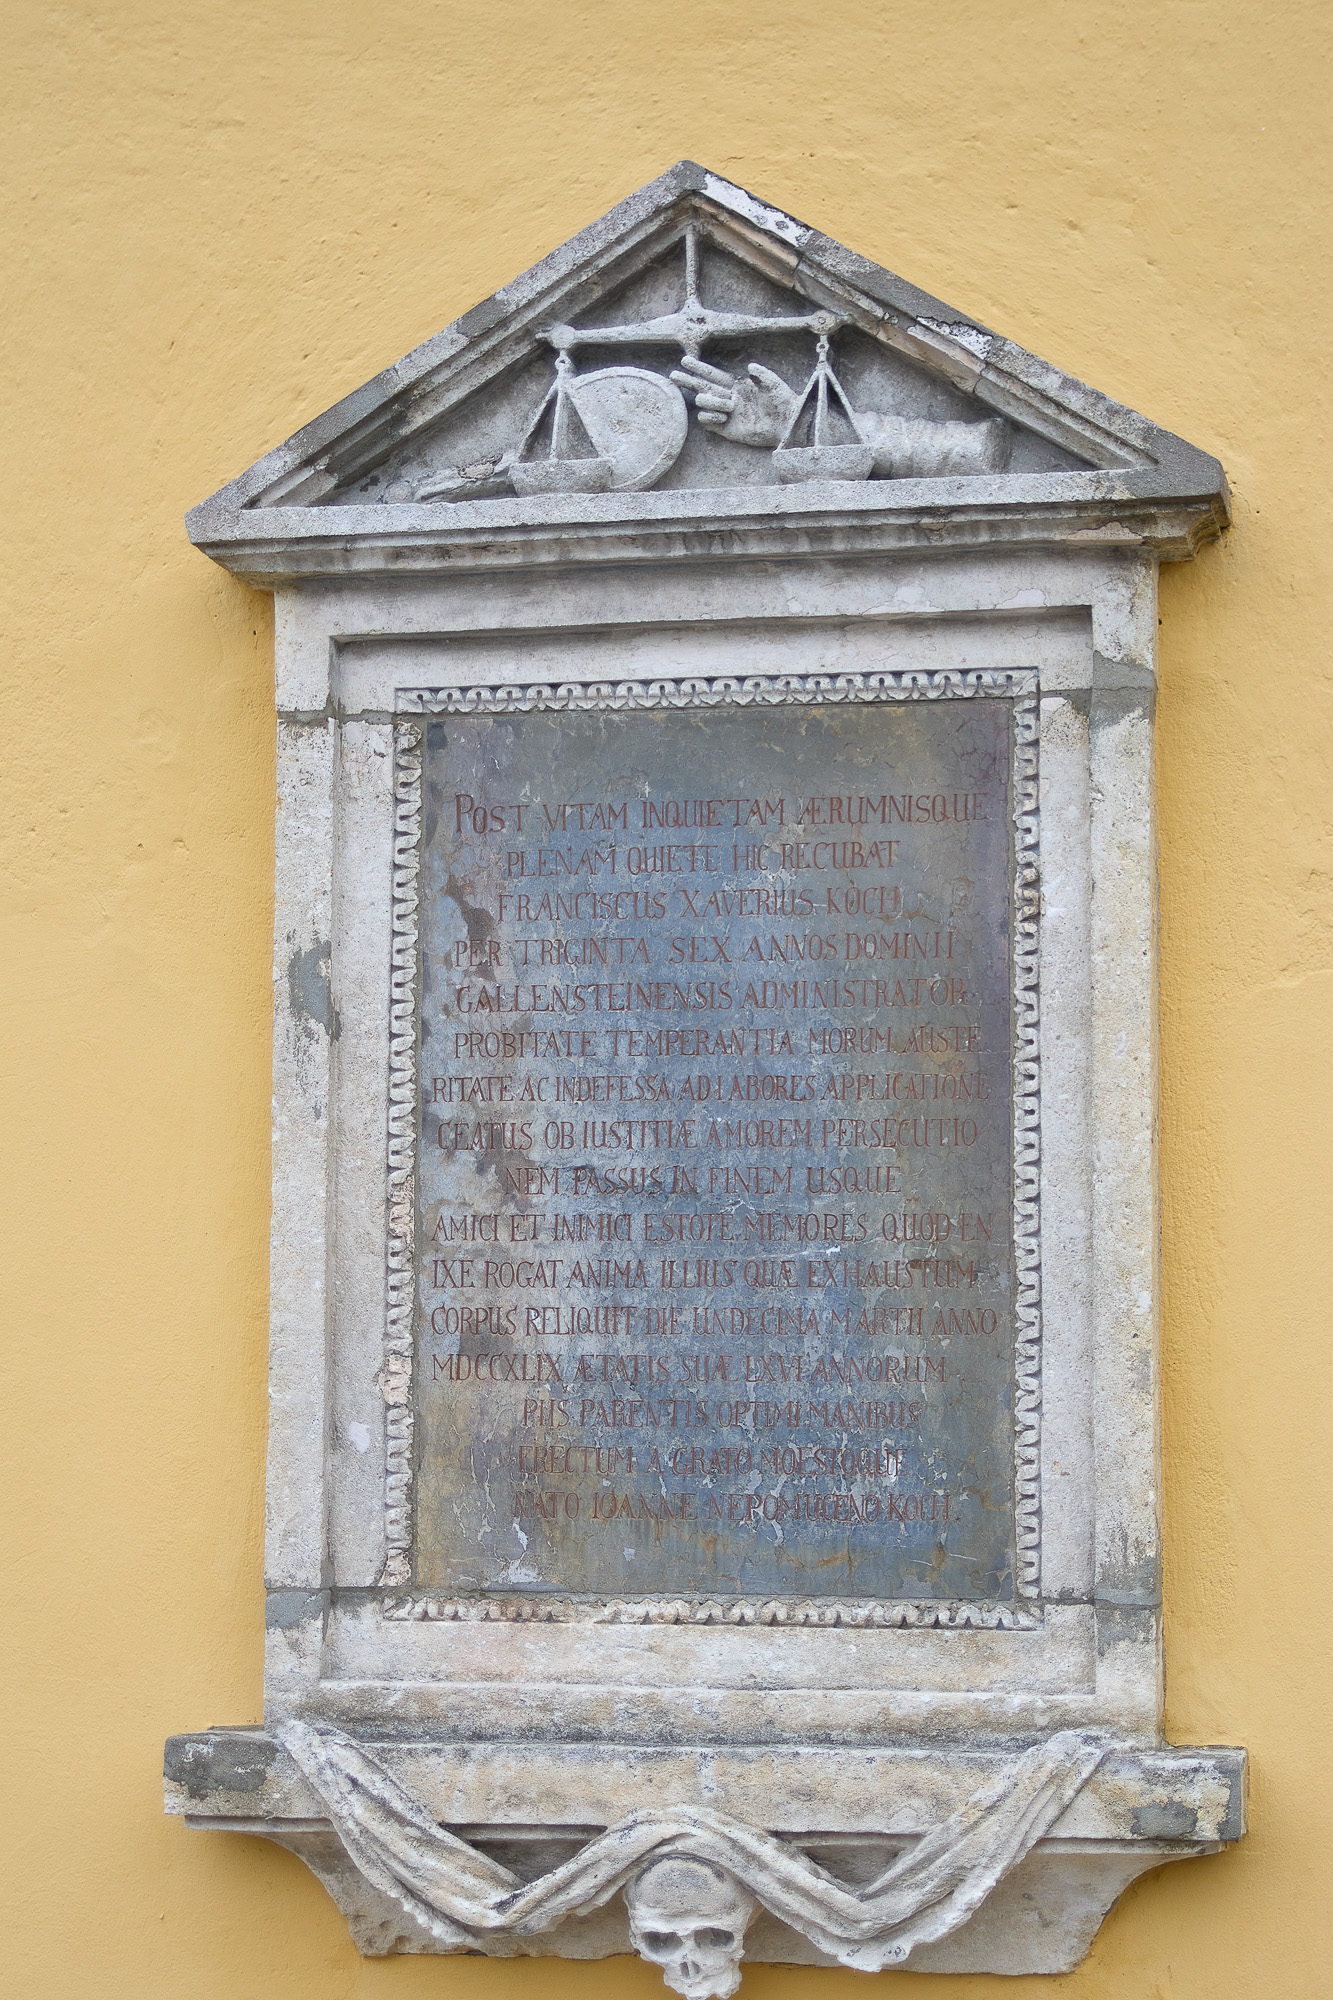 POST VITAM INQUIETAM ÆRUMNISQUE
PLENAM QUIETE HIC RECUBAT
FRANCISCUS XAVERIUS KOCH
PER TRIGINTA SEX ANNOS DOMINII
GALLENSTEINENSIS ADMINISTRATOR
PROBITATE TEMPERANTIA MORUM AUSTE
RITATE AC INDEFESSA AD LABORES APPLICATIONE
CEATUS OB IUSTITIÆ AMOREM PERSECUTIO
NEM PASSUS IN FINEM USQUE
AMICI ET INIMICI ESTOTE MEMORES QUOD EN
IXE ROGAT ANIMA ILLIUS QUÆ EXHAUSTUM
CORPUS RELIQUIT DIE UNDECIMA MARTII ANNO
MDCCXLIX ÆTATIS SUÆ LXVI ANNORUM
PIIS PARENTIS OPTIMI MANIBUS
ERECTUM A GRATO MOESTOQUE
NATO IOANNE NEPOMUCENO KOCH.